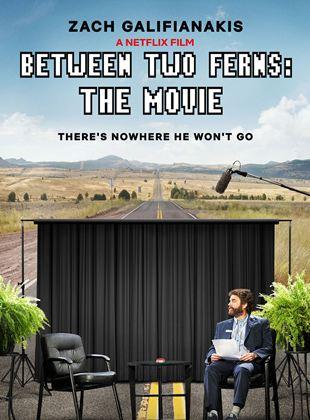 ZACH GALIFIANAKIS
A NETFLIX FILM
BETWEEN TWO FERNS:
THE MOVIE
THERE'S NOWHERE HE WON'T GO